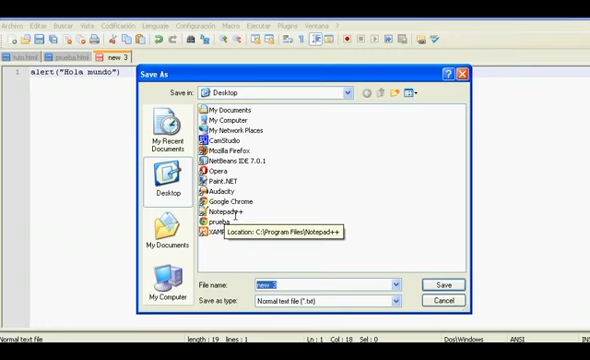 Archivo Editar Buscar Vista Codificación Lenguaje Configuración Macro Ejecutar Plugins Ventana ?
tuto.html prueba.html new 3
1 alert("Hola mundo")
Save As
Save in: Desktop
My Recent Documents
Desktop
My Documents
My Computer
My Documents
My Computer
My Network Places
CamStudio
Mozilla Firefox
NetBeans IDE 7.0.1
Opera
Paint.NET
Audacity
Google Chrome
Notepad++
prueba
XAMP
Location: C:\Program Files\Notepad++
File name: new 3 Save
Save as type: Normal text file (*.txt) Cancel
Normal text file length : 19 lines : 1 Ln : 1 Col : 18 Sel : 0 Dos\Windows ANSI INS